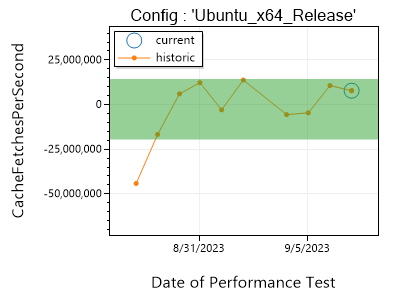 Config : 'Ubuntu_x64_Release'
current
historic
25,000,000
0
-25,000,000
-50,000,000
CacheFetchesPerSecond
8/31/2023
9/5/2023
Date of Performance Test